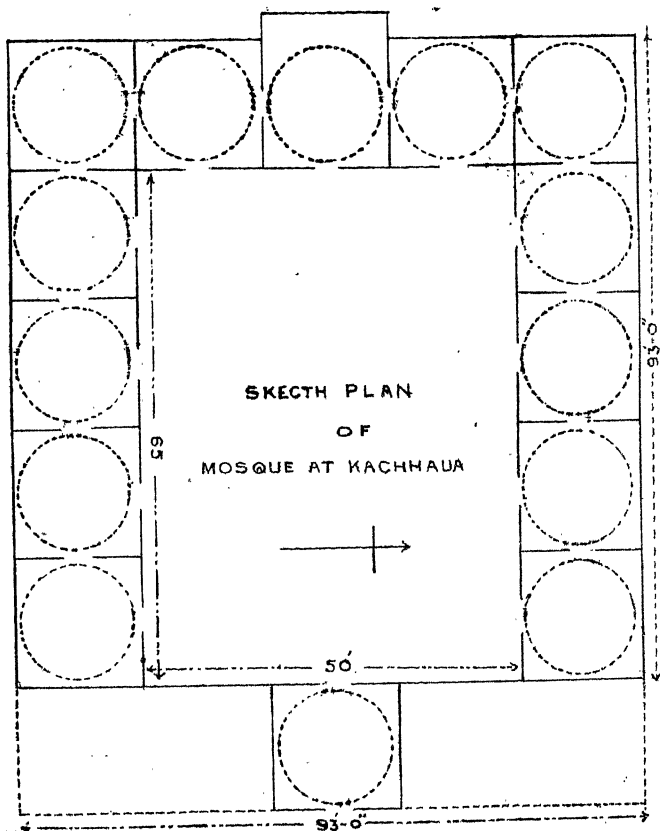 SKECTH PLAN
OF
MOSQUE AT KACHHAUA
65
93'-0"
50'
93'-0"